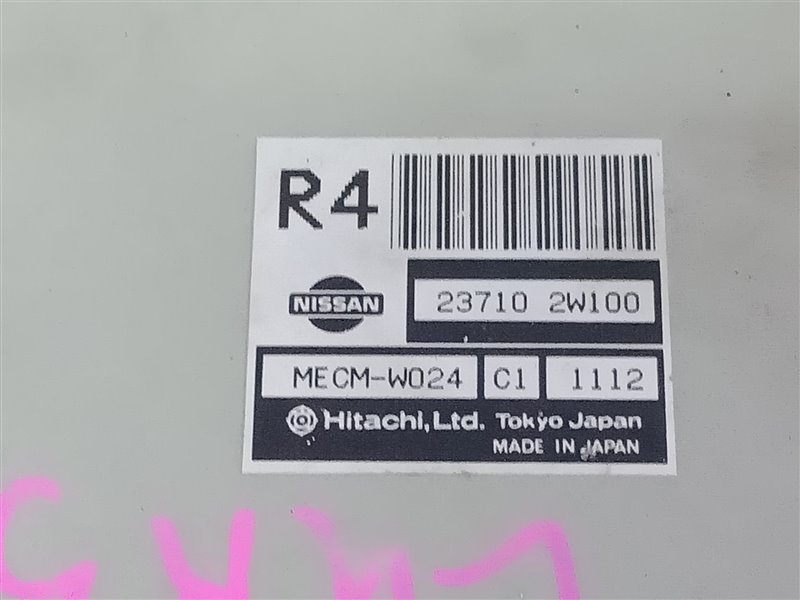 R4
NISSAN
23710 2W100
MECM-W024 C1 1112
Hitachi, Ltd. Tokyo Japan
MADE IN JAPAN